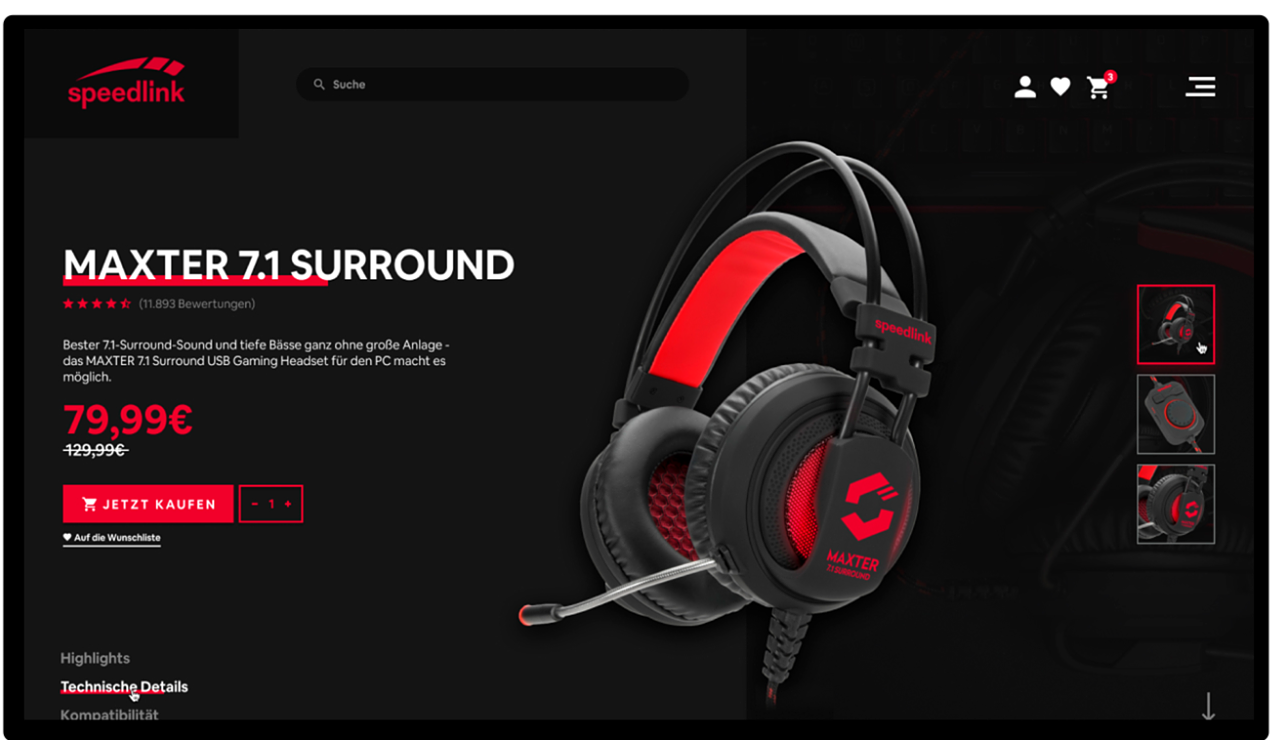 speedlink
Suche
3
MAXTER 7.1 SURROUND
(11.893 Bewertungen)
Bester 7.1-Surround-Sound und tiefe Bässe ganz ohne große Anlage -
das MAXTER 7.1 Surround USB Gaming Headset für den PC macht es
möglich.
79,99€
129,99€
JETZT KAUFEN
- 1 +
Auf die Wunschliste
speedlink
MAXTER
7.1 SURROUND
Highlights
Technische Details
Kompatibilität